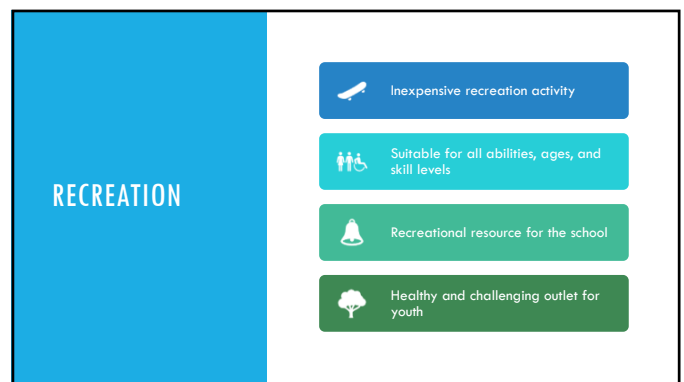 RECREATION
Inexpensive recreation activity
Suitable for all abilities, ages, and
skill levels
Recreational resource for the school
Healthy and challenging outlet for
youth